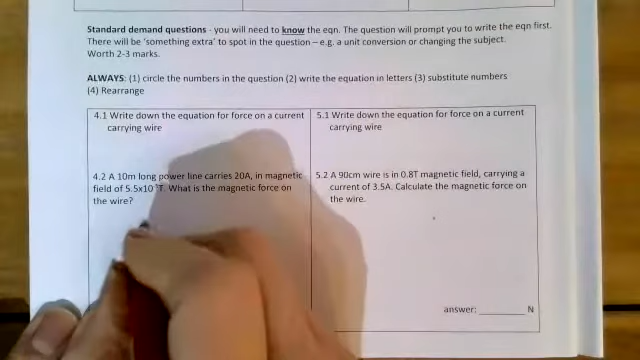 Standard demand questions - you will need to know the eqn. The question will prompt you to write the eqn first.
There will be 'something extra' to spot in the question – e.g. a unit conversion or changing the subject.
Worth 2-3 marks.
ALWAYS: (1) circle the numbers in the question (2) write the equation in letters (3) substitute numbers
(4) Rearrange
4.1 Write down the equation for force on a current
carrying wire
4.2 A 10m long power line carries 20A, in magnetic
field of 5.5x10 T. What is the magnetic force on
the wire?
5.1 Write down the equation for force on a current
carrying wire
5.2 A 90cm wire is in 0.8T magnetic field, carrying a
current of 3.5A. Calculate the magnetic force on
the wire.
answer: ________ N